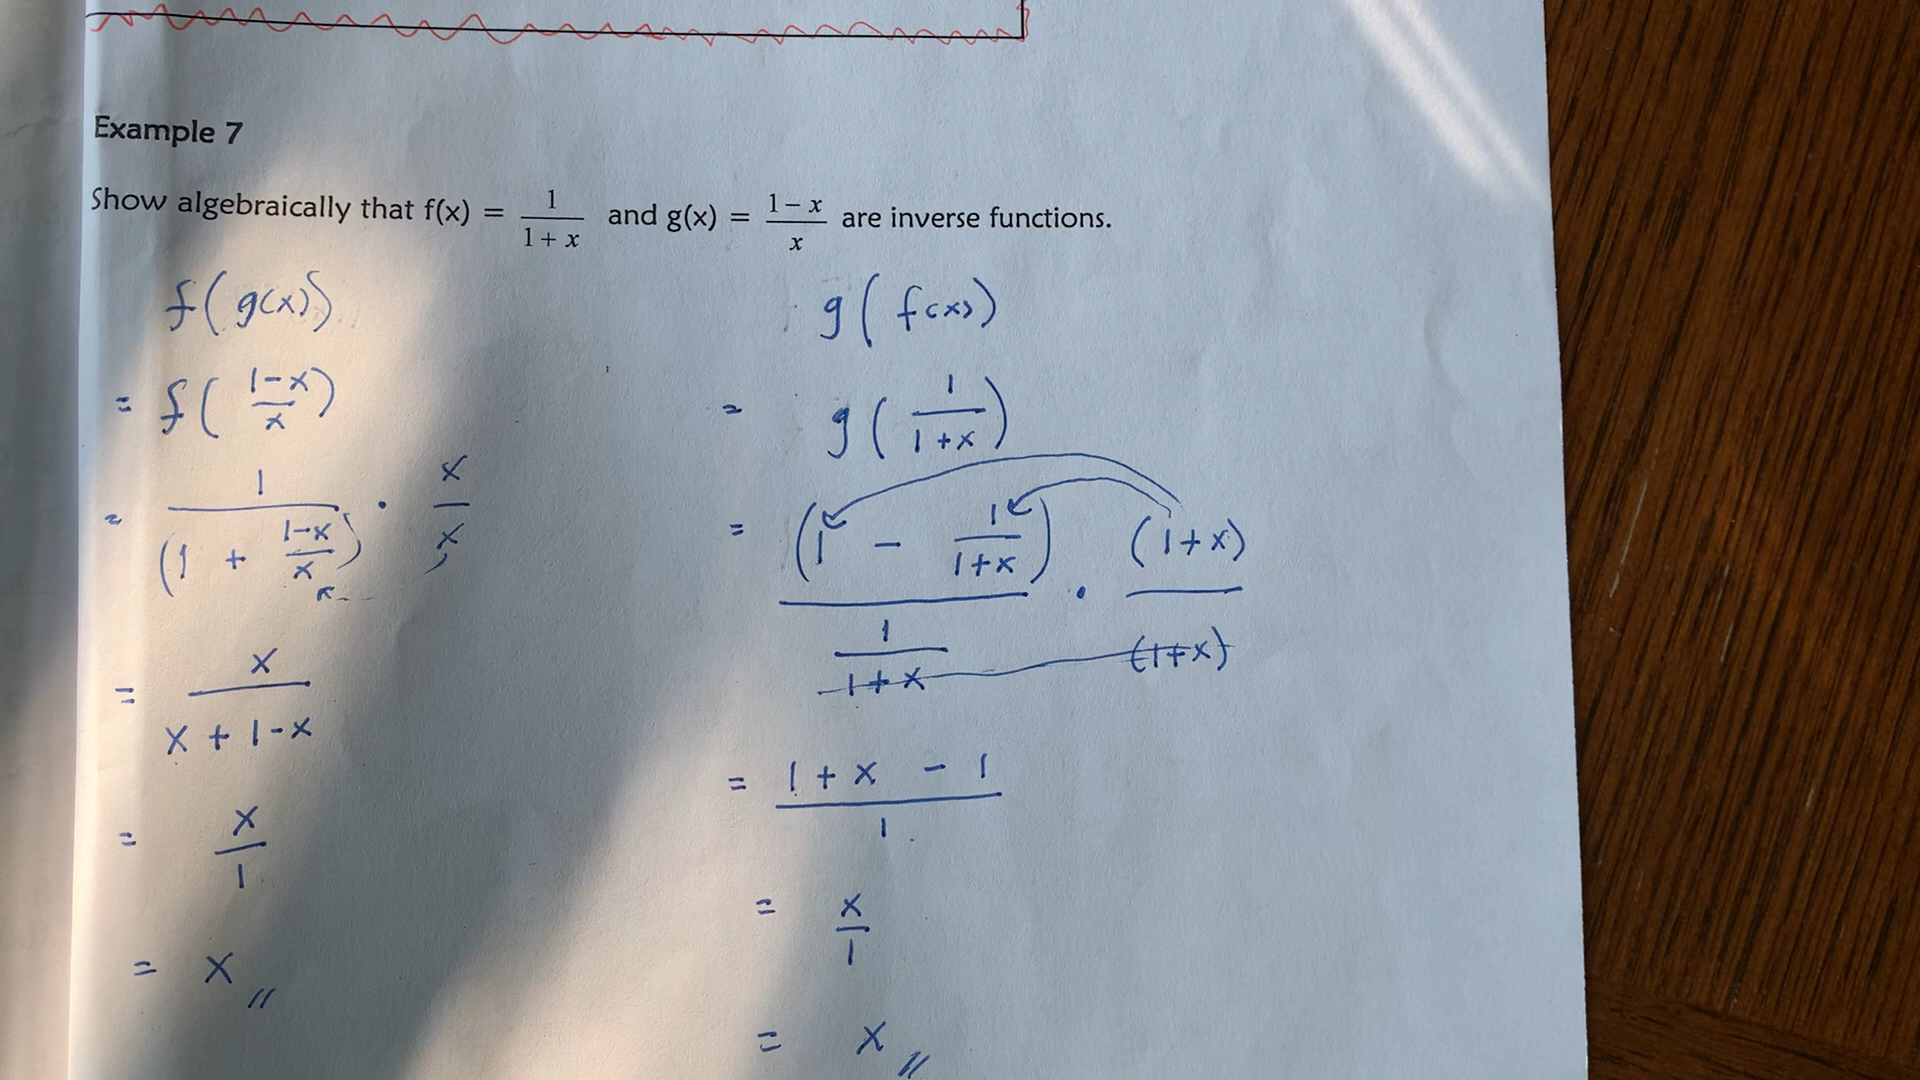 Example 7
Show algebraically that f(x) = 1/(1 + x) and g(x) = (1 − x)/x are inverse functions.
f(g(x))
= f((1-x)/x)
= 1/(1 + (1-x)/x) · x/x
= x/(x + 1-x)
= x/1
= x //
g(f(x))
= g(1/(1+x))
= (1 - 1/(1+x))/(1/(1+x)) · (1+x)/(1+x)
= (1+x - 1)/1
= x/1
= x //